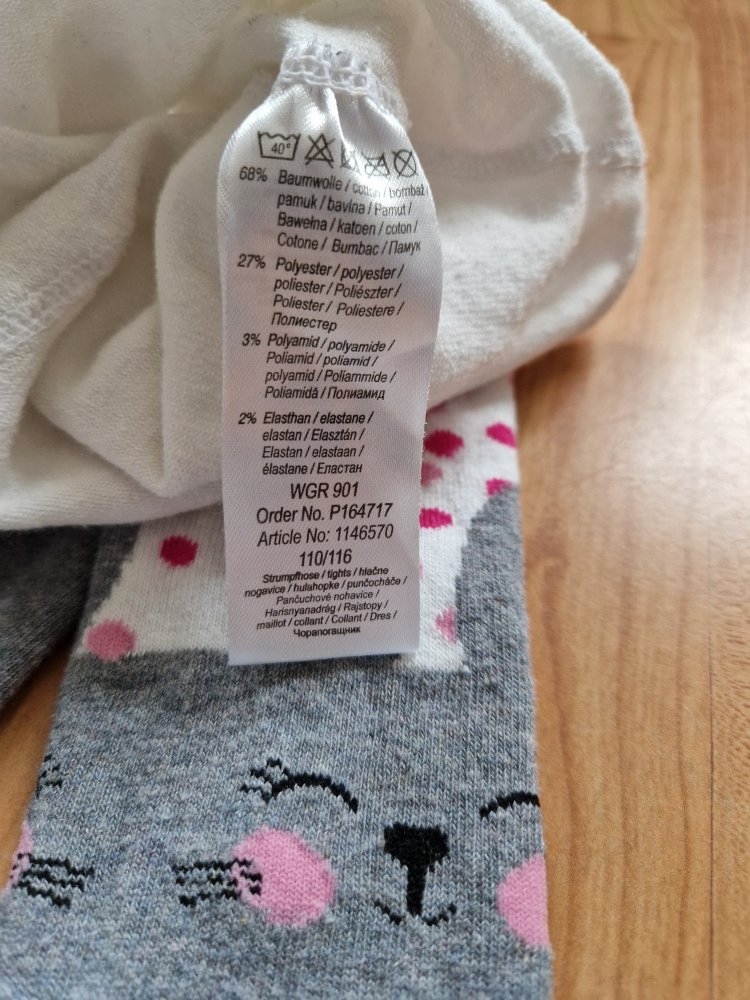 40°
68% Baumwolle / cotton / bombaž
pamuk / bavlna / Pamut /
Bawełna / katoen / coton /
Cotone / Bumbac / Памук
27% Polyester / polyester /
poliester / Poliészter /
Poliester / Poliestere /
Полиестер
3% Polyamid / polyamide /
Poliamid / poliamid /
polyamid / Poliammide /
Poliamidă / Полиамид
2% Elasthan / elastane /
elastan / Elasztán /
Elastan / elastaan /
élastane / Еластан
WGR 901
Order No. P164717
Article No: 1146570
110/116
Strumpfhose / tights / hlačne
nogavice / hulahopke / punčocháče /
Pančuchové nohavice /
Harisnyanadrág / Rajstopy /
maillot / collant / Collant / Dres /
Чорапогащник